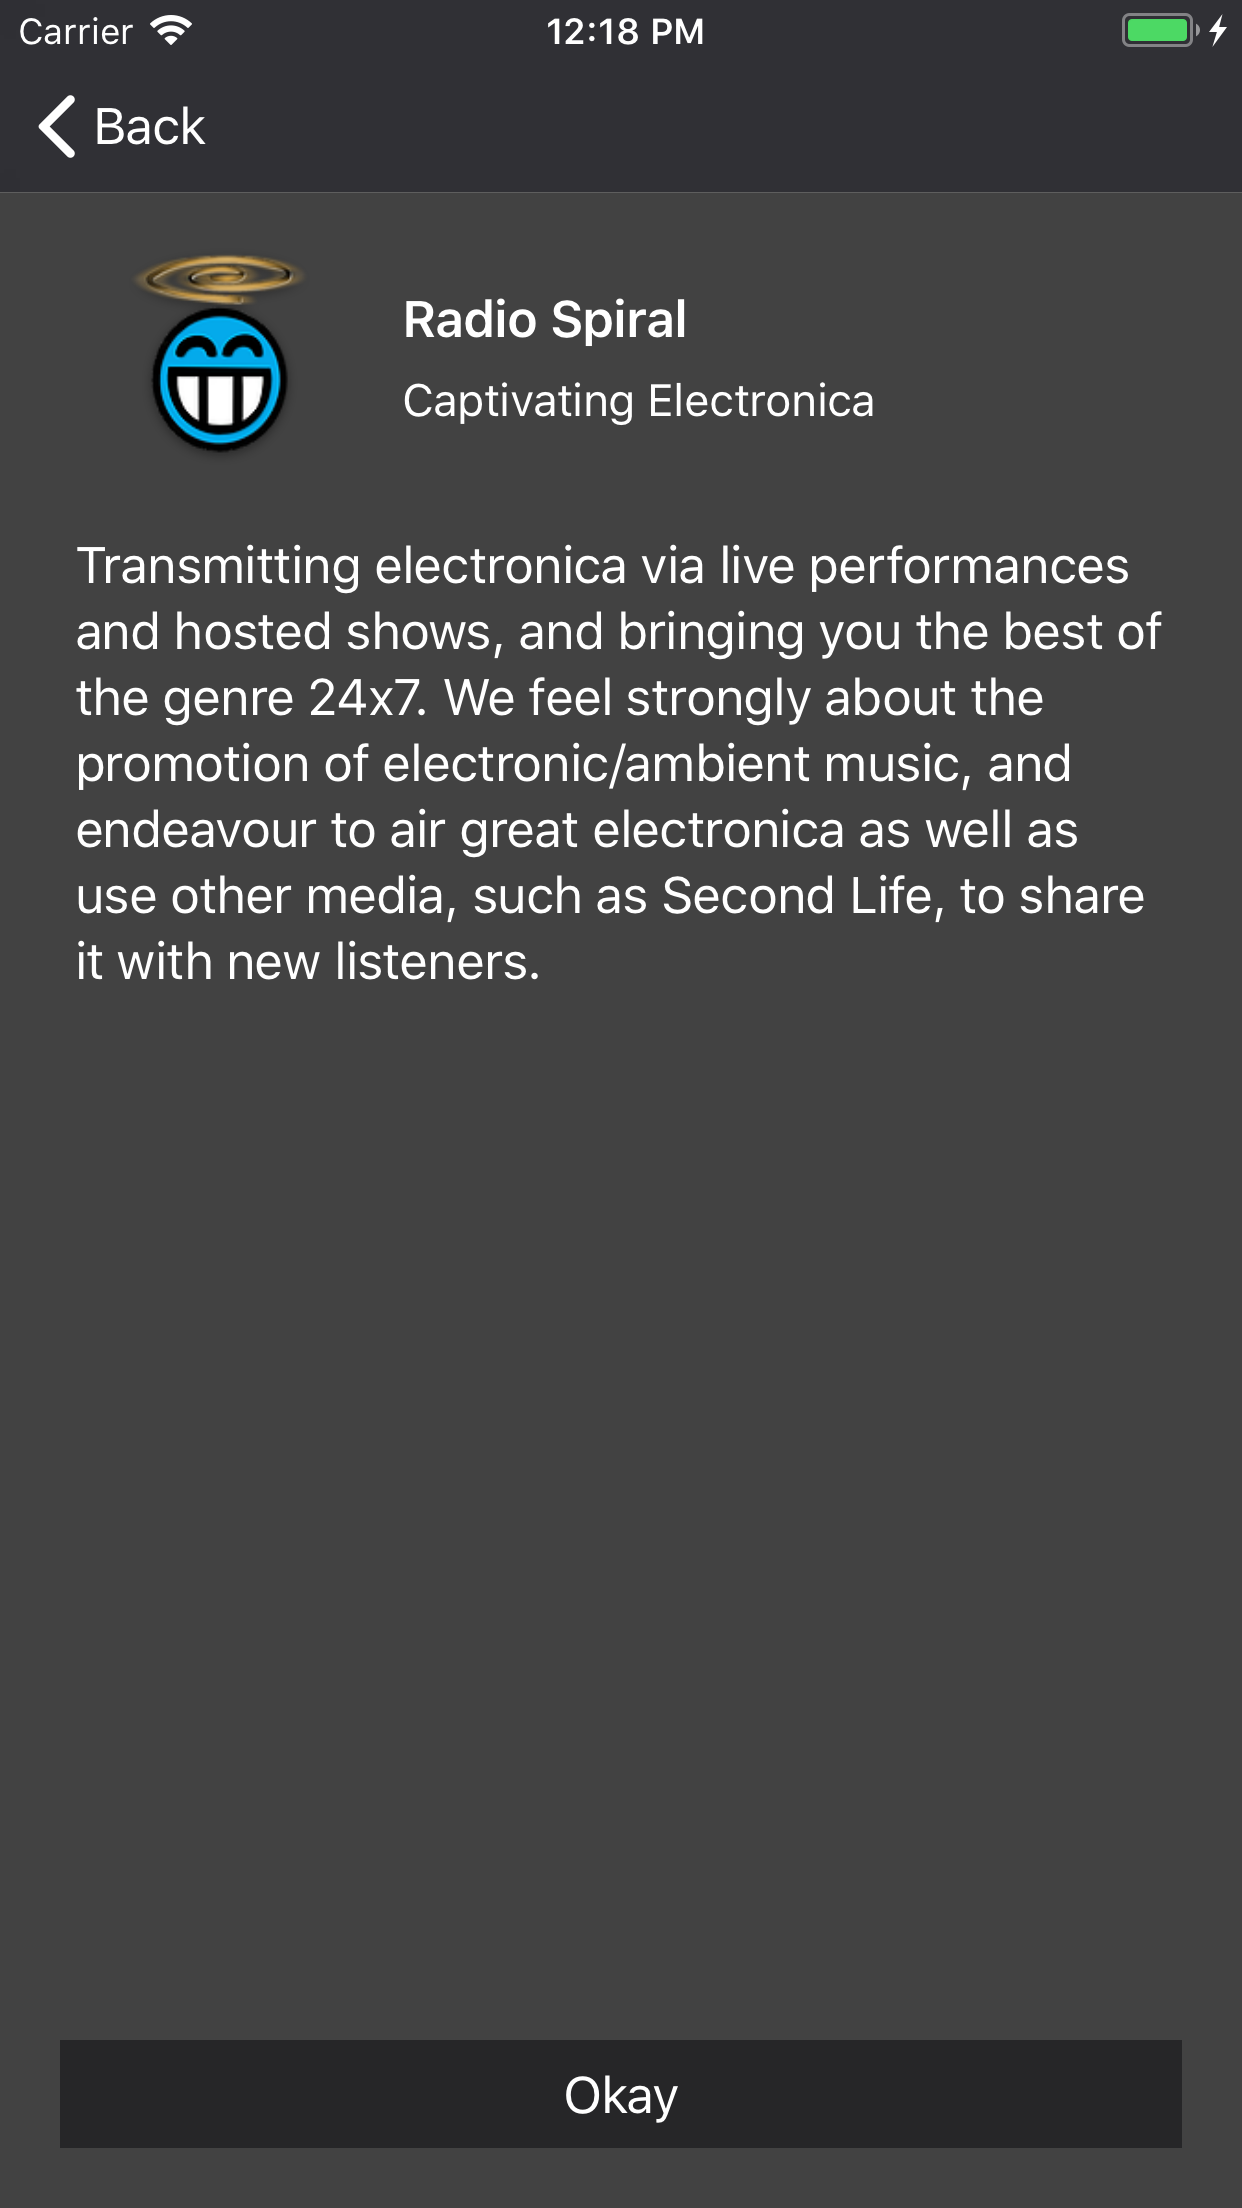 Carrier 12:18 PM
Back
Radio Spiral
Captivating Electronica
Transmitting electronica via live performances
and hosted shows, and bringing you the best of
the genre 24x7. We feel strongly about the
promotion of electronic/ambient music, and
endeavour to air great electronica as well as
use other media, such as Second Life, to share
it with new listeners.
Okay